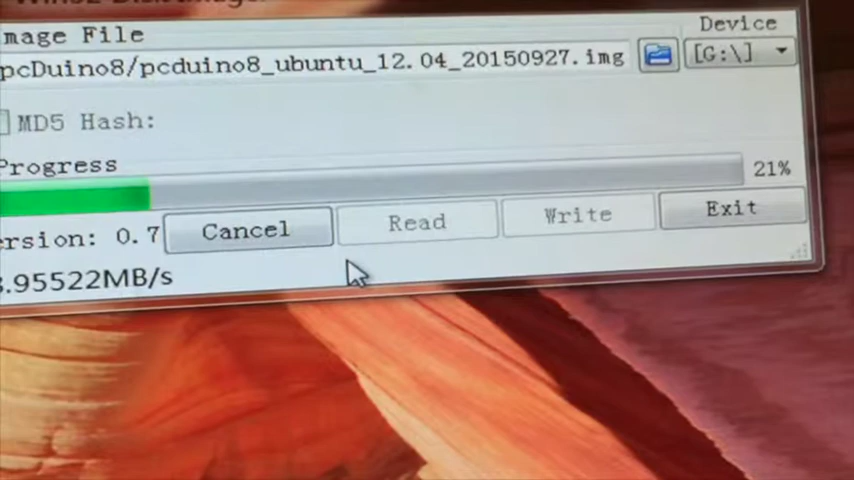 mage File
Device
pcDuino8/pcduino8_ubuntu_12.04_20150927.img
[G:\]
MD5 Hash:
Progress
21%
ersion: 0.7
Cancel
Read
Write
Exit
.95522MB/s